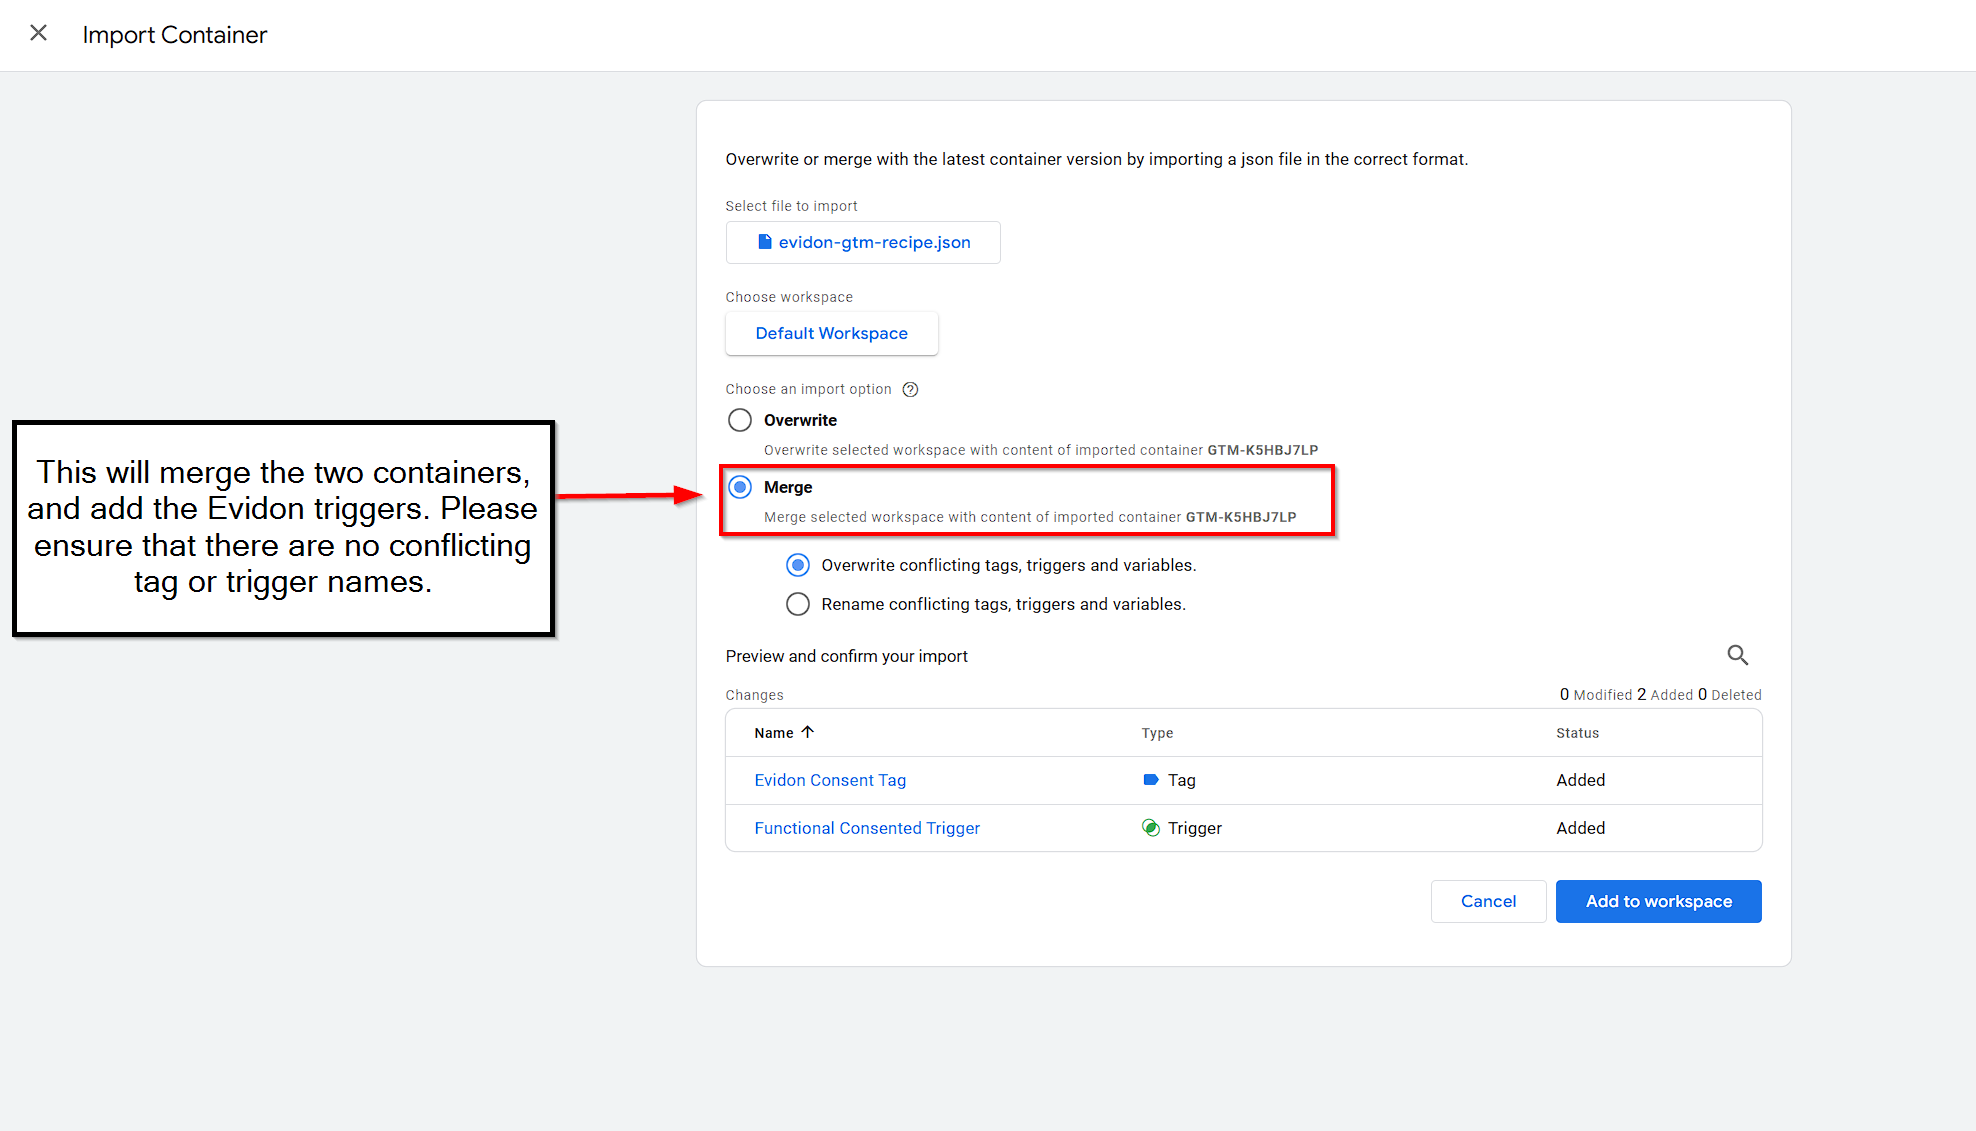 Import Container
Overwrite or merge with the latest container version by importing a json file in the correct format.
Select file to import
evidon-gtm-recipe.json
Choose workspace
Default Workspace
Choose an import option
Overwrite
Overwrite selected workspace with content of imported container GTM-K5HBJ7LP
This will merge the two containers,
and add the Evidon triggers. Please
ensure that there are no conflicting
tag or trigger names.
Merge
Merge selected workspace with content of imported container GTM-K5HBJ7LP
Overwrite conflicting tags, triggers and variables.
Rename conflicting tags, triggers and variables.
Preview and confirm your import
Changes 0 Modified 2 Added 0 Deleted
Name Type Status
Evidon Consent Tag Tag Added
Functional Consented Trigger Trigger Added
Cancel Add to workspace